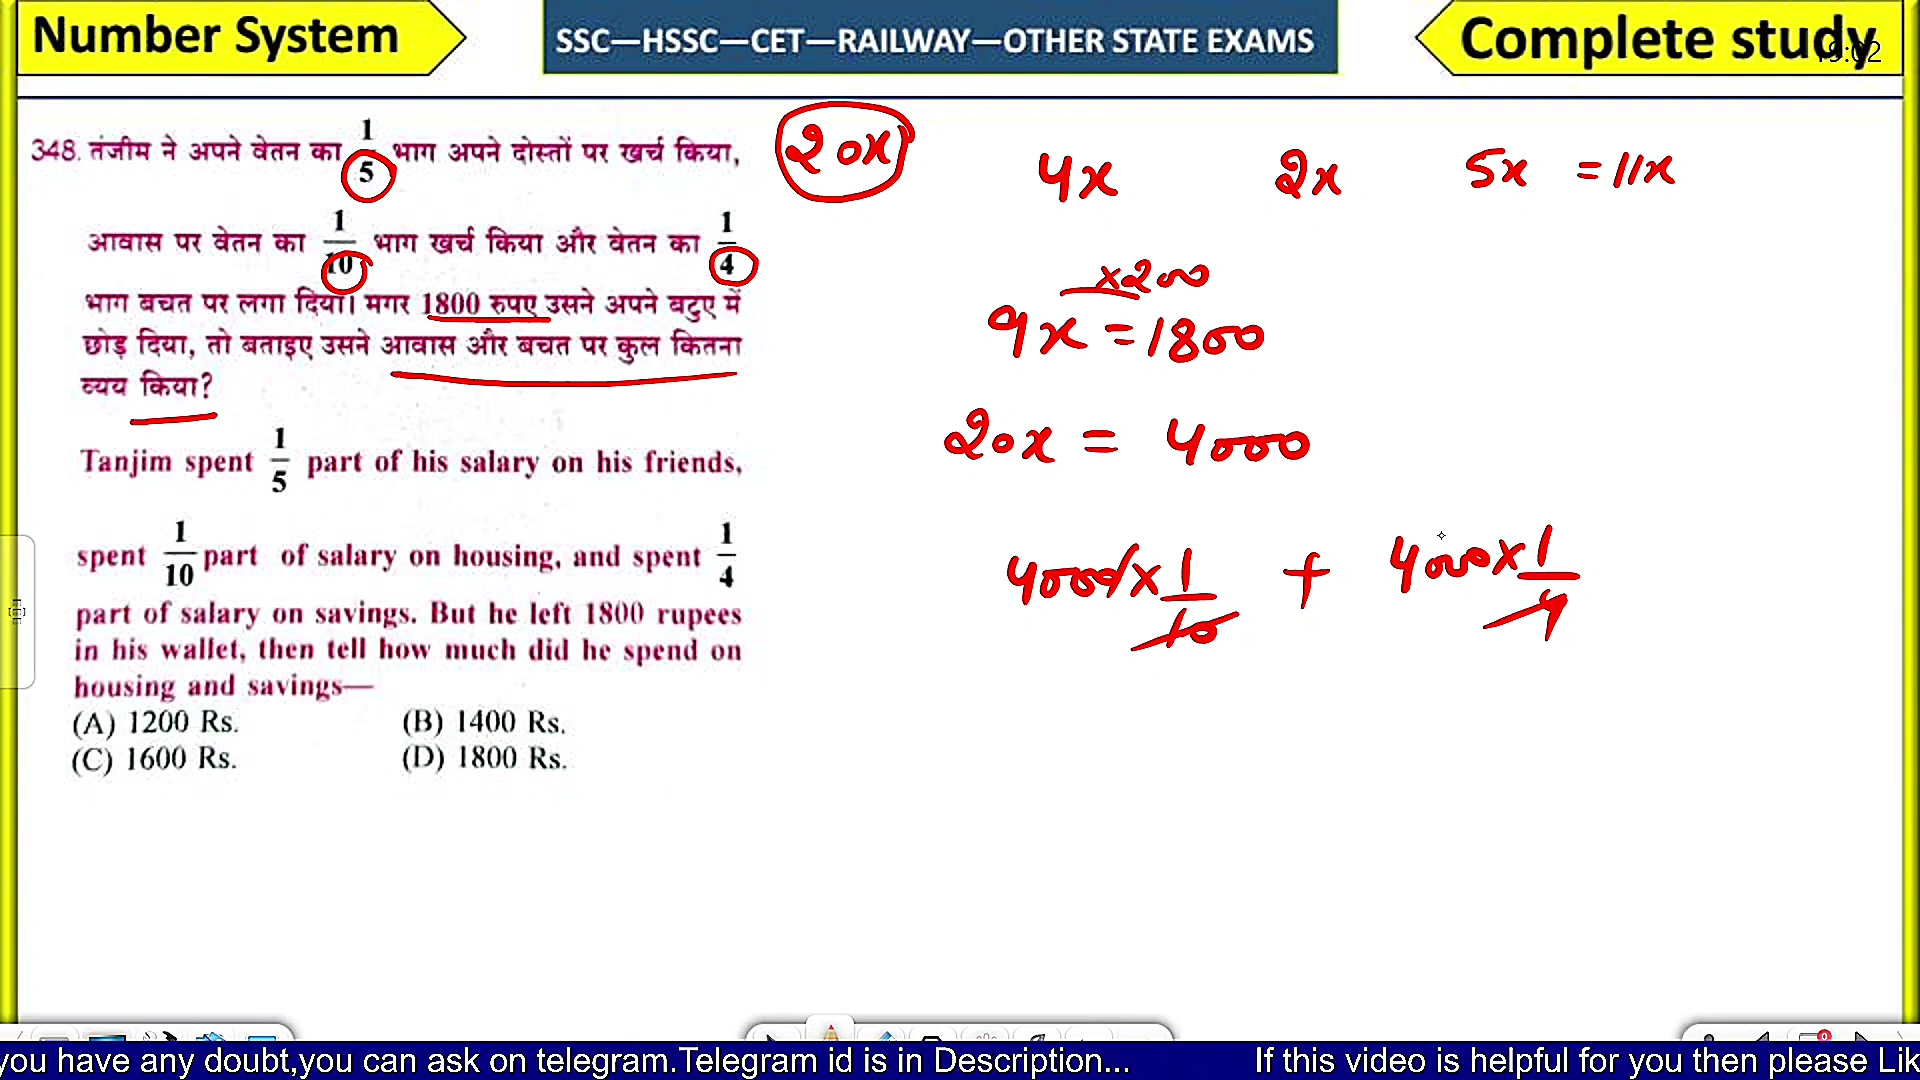 Number System
SSC—HSSC—CET—RAILWAY—OTHER STATE EXAMS
Complete study
19:02
348. तंजीम ने अपने वेतन का 1/5 भाग अपने दोस्तों पर खर्च किया,
आवास पर वेतन का 1/10 भाग खर्च किया और वेतन का 1/4
भाग बचत पर लगा दिया। मगर 1800 रुपए उसने अपने बटुए में
छोड़ दिया, तो बताइए उसने आवास और बचत पर कुल कितना
व्यय किया?
Tanjim spent 1/5 part of his salary on his friends,
spent 1/10 part of salary on housing, and spent 1/4
part of salary on savings. But he left 1800 rupees
in his wallet, then tell how much did he spend on
housing and savings—
(A) 1200 Rs. (B) 1400 Rs.
(C) 1600 Rs. (D) 1800 Rs.
20x
4x 2x 5x = 11x
×200
9x = 1800
20x = 4000
4000 × 1/10 + 4000 × 1/4
you have any doubt,you can ask on telegram.Telegram id is in Description... If this video is helpful for you then please Lik